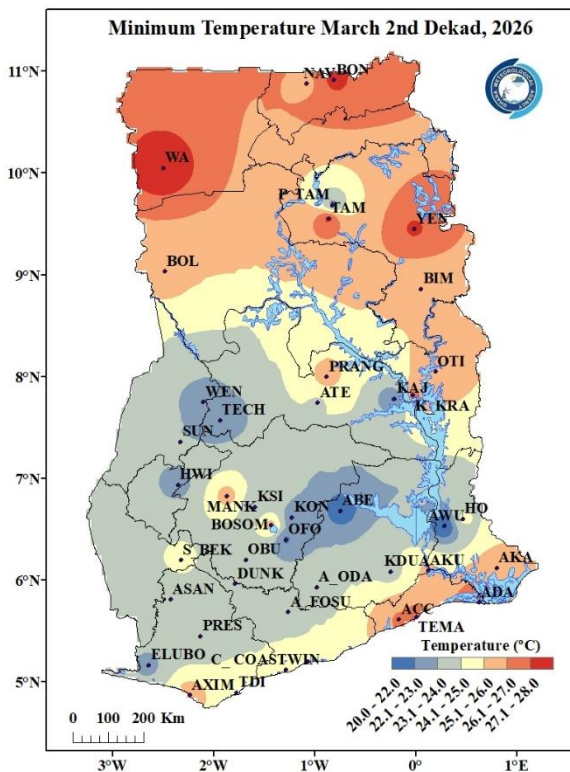 Minimum Temperature March 2nd Dekad, 2026
11°N
10°N
9°N
8°N
7°N
6°N
5°N
NAV
BON
WA
P_TAM
TAM
YEN
BOL
BIM
PRANG
OTI
ATE
KAJ
K_KRA
WEN
TECH
SUN
HWI
MANK
KSI
BOSOM
KON
ABE
OFO
AWU
HO
S_BEK
OBU
DUNK
KDUA
AKU
AKA
ASAN
A_ODA
A_FOSU
ADA
PRES
ACC
TEMA
ELUBO
C_COAST
WIN
AXIM
TDI
Temperature (°C)
20.0 - 22.0
22.1 - 23.0
23.1 - 24.0
24.1 - 25.0
25.1 - 26.0
26.1 - 27.0
27.1 - 28.0
0 50 100 200 Km
3°W
2°W
1°W
0°
1°E